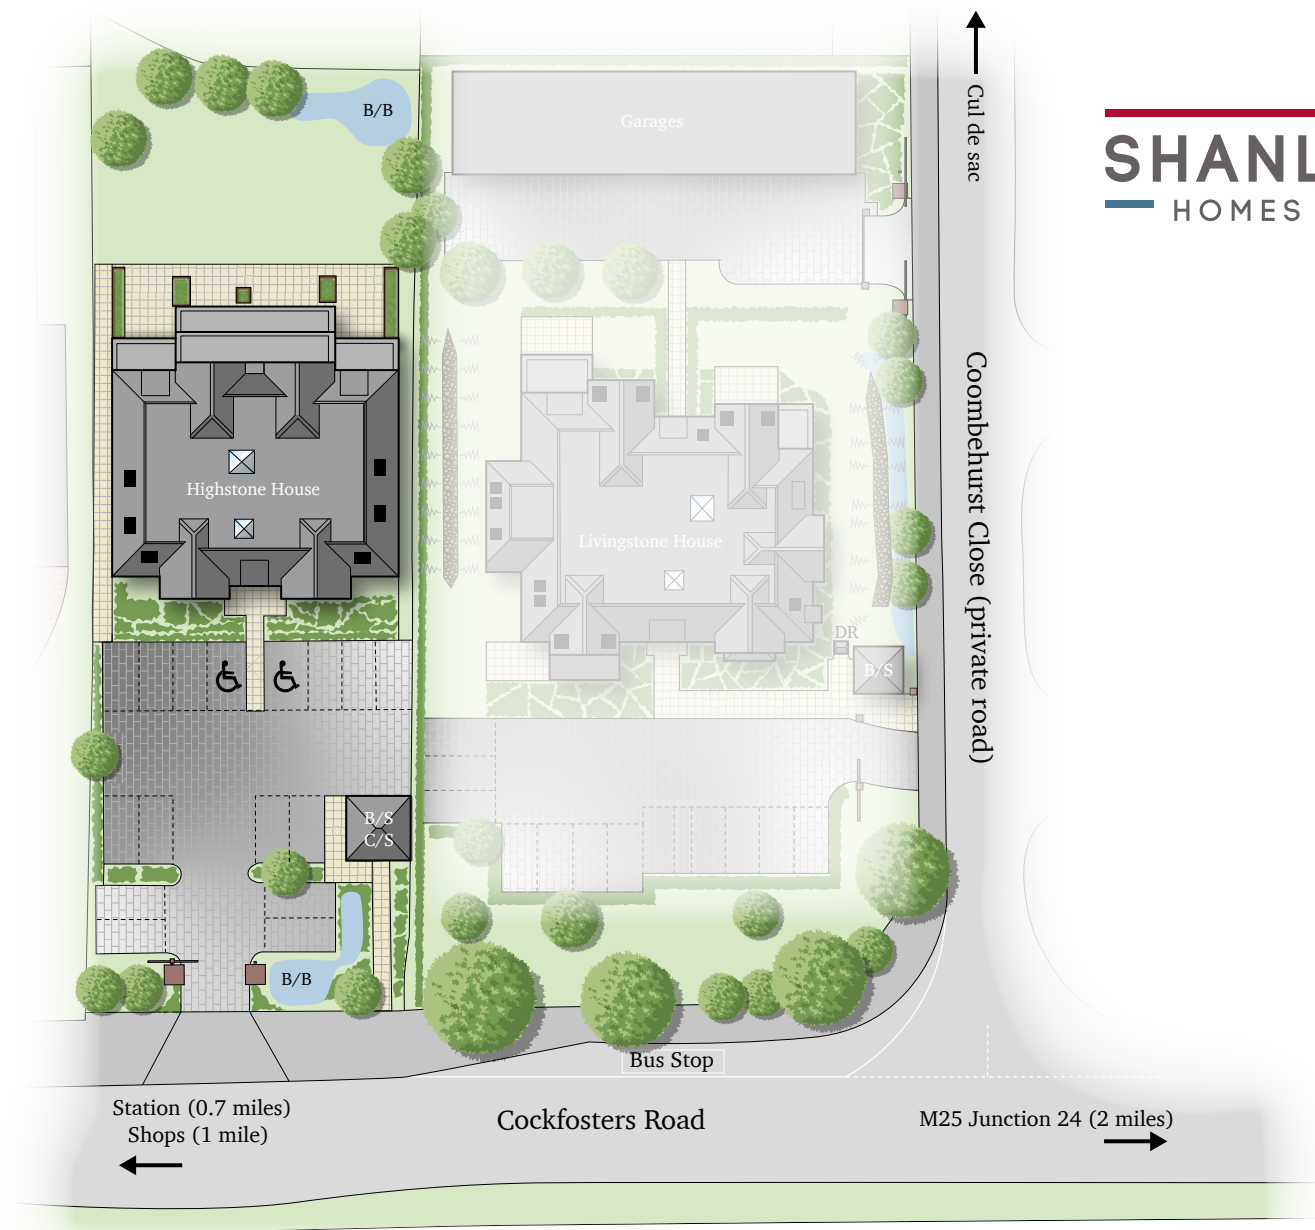 B/B
Garages
Cul de sac
SHANL
HOMES
Coombehurst Close (private road)
Highstone House
Livingstone House
DR
B/S
B/S
C/S
B/B
Bus Stop
Station (0.7 miles)
Shops (1 mile)
Cockfosters Road
M25 Junction 24 (2 miles)